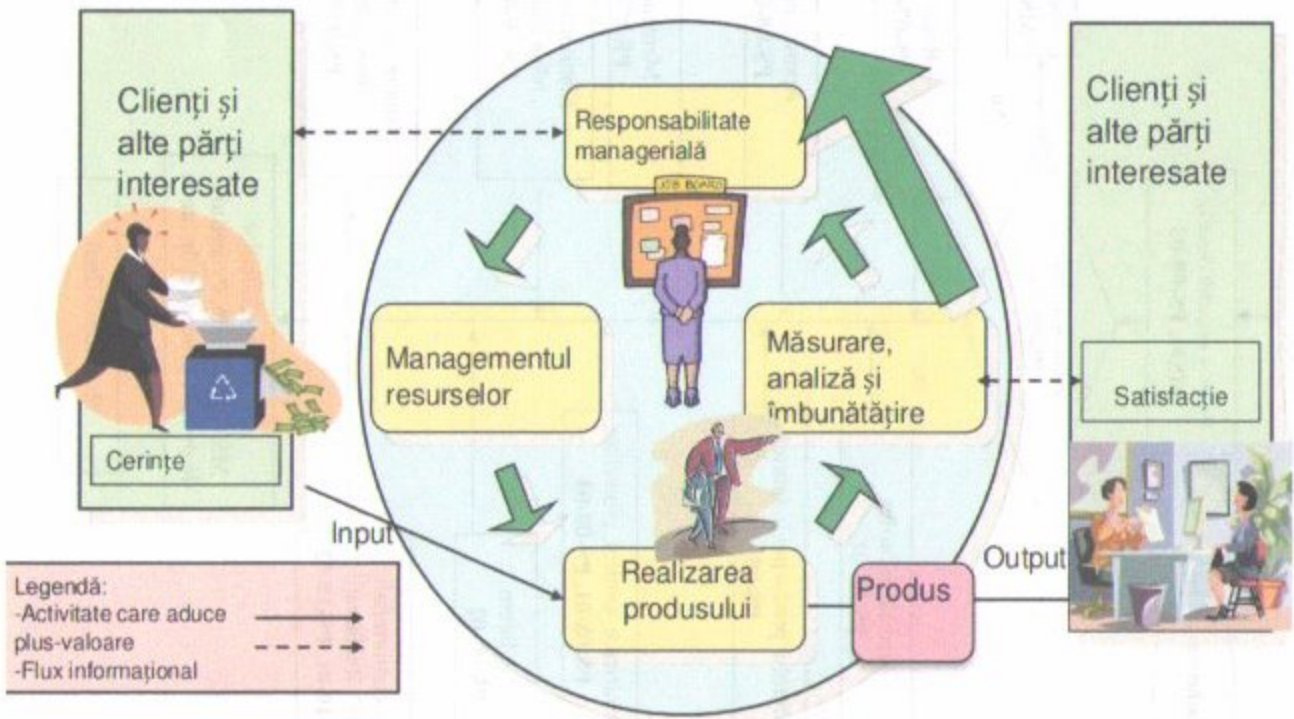 Clienți și
alte părți
interesate
Cerințe
Responsabilitate
managerială
JOB BOARD
Managementul
resurselor
Măsurare,
analiză și
îmbunătățire
Realizarea
produsului
Produs
Input
Output
Clienți și
alte părți
interesate
Satisfacție
Legendă:
-Activitate care aduce
plus-valoare
-Flux informațional